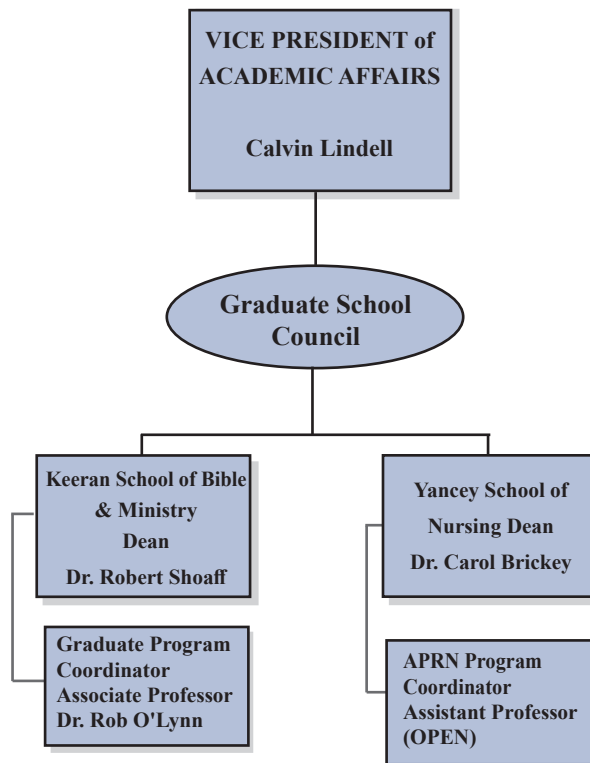 VICE PRESIDENT of
ACADEMIC AFFAIRS
Calvin Lindell
Graduate School
Council
Keeran School of Bible
& Ministry
Dean
Dr. Robert Shoaff
Yancey School of
Nursing Dean
Dr. Carol Brickey
Graduate Program
Coordinator
Associate Professor
Dr. Rob O'Lynn
APRN Program
Coordinator
Assistant Professor
(OPEN)